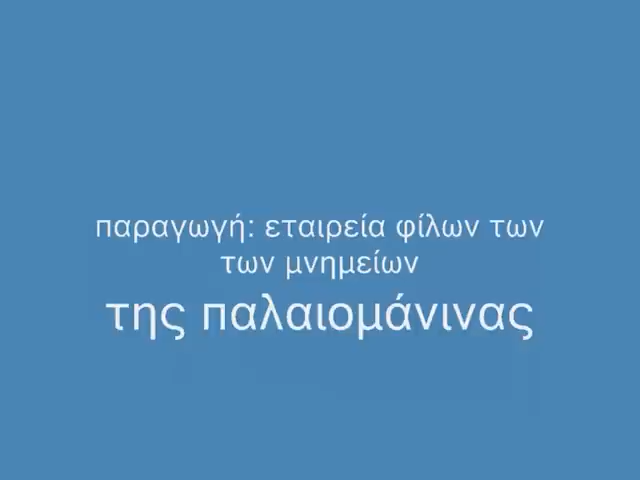 παραγωγή: εταιρεία φίλων των
των μνημείων
της παλαιομάνινας